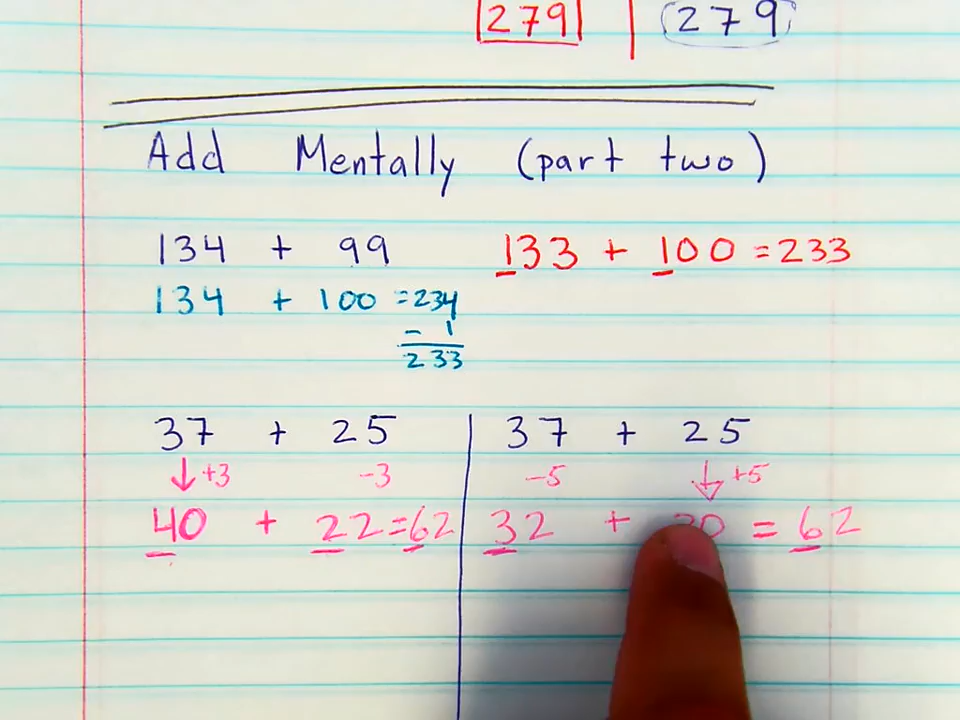 279 279
Add Mentally (part two)
134 + 99 133 + 100 = 233
134 + 100 = 234
- 1
233
37 + 25 37 + 25
↓+3 -3 -5 ↓+5
40 + 22 = 62 32 + 30 = 62